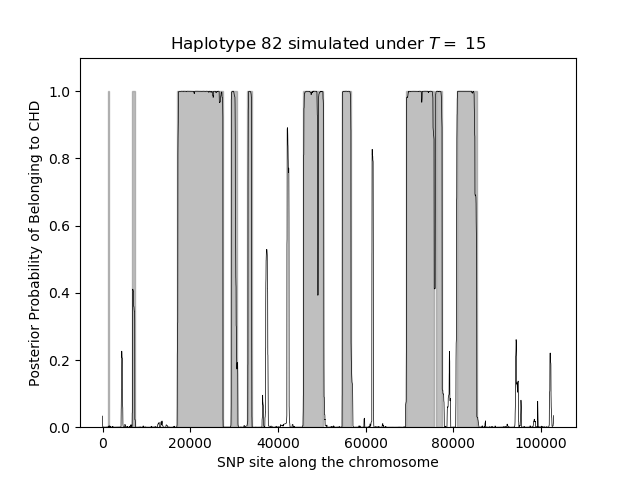 Haplotype 82 simulated under T = 15
Posterior Probability of Belonging to CHD
1.0
0.8
0.6
0.4
0.2
0.0
0 20000 40000 60000 80000 100000
SNP site along the chromosome